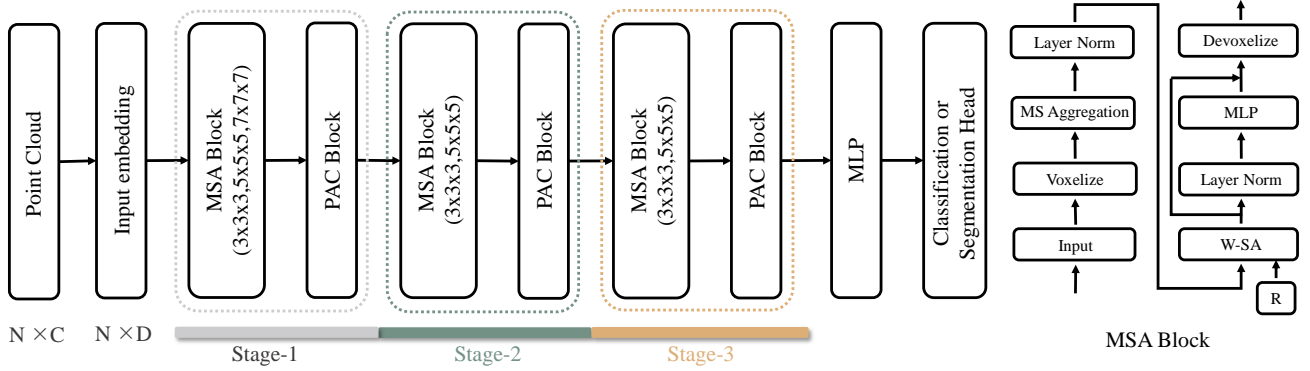 Point Cloud
Input embedding
MSA Block
(3x3x3,5x5x5,7x7x7)
PAC Block
MSA Block
(3x3x3,5x5x5)
PAC Block
MSA Block
(3x3x3,5x5x5)
PAC Block
MLP
Classification or
Segmentation Head
N ×C
N ×D
Stage-1
Stage-2
Stage-3
Layer Norm
MS Aggregation
Voxelize
Input
Devoxelize
MLP
Layer Norm
W-SA
R
MSA Block